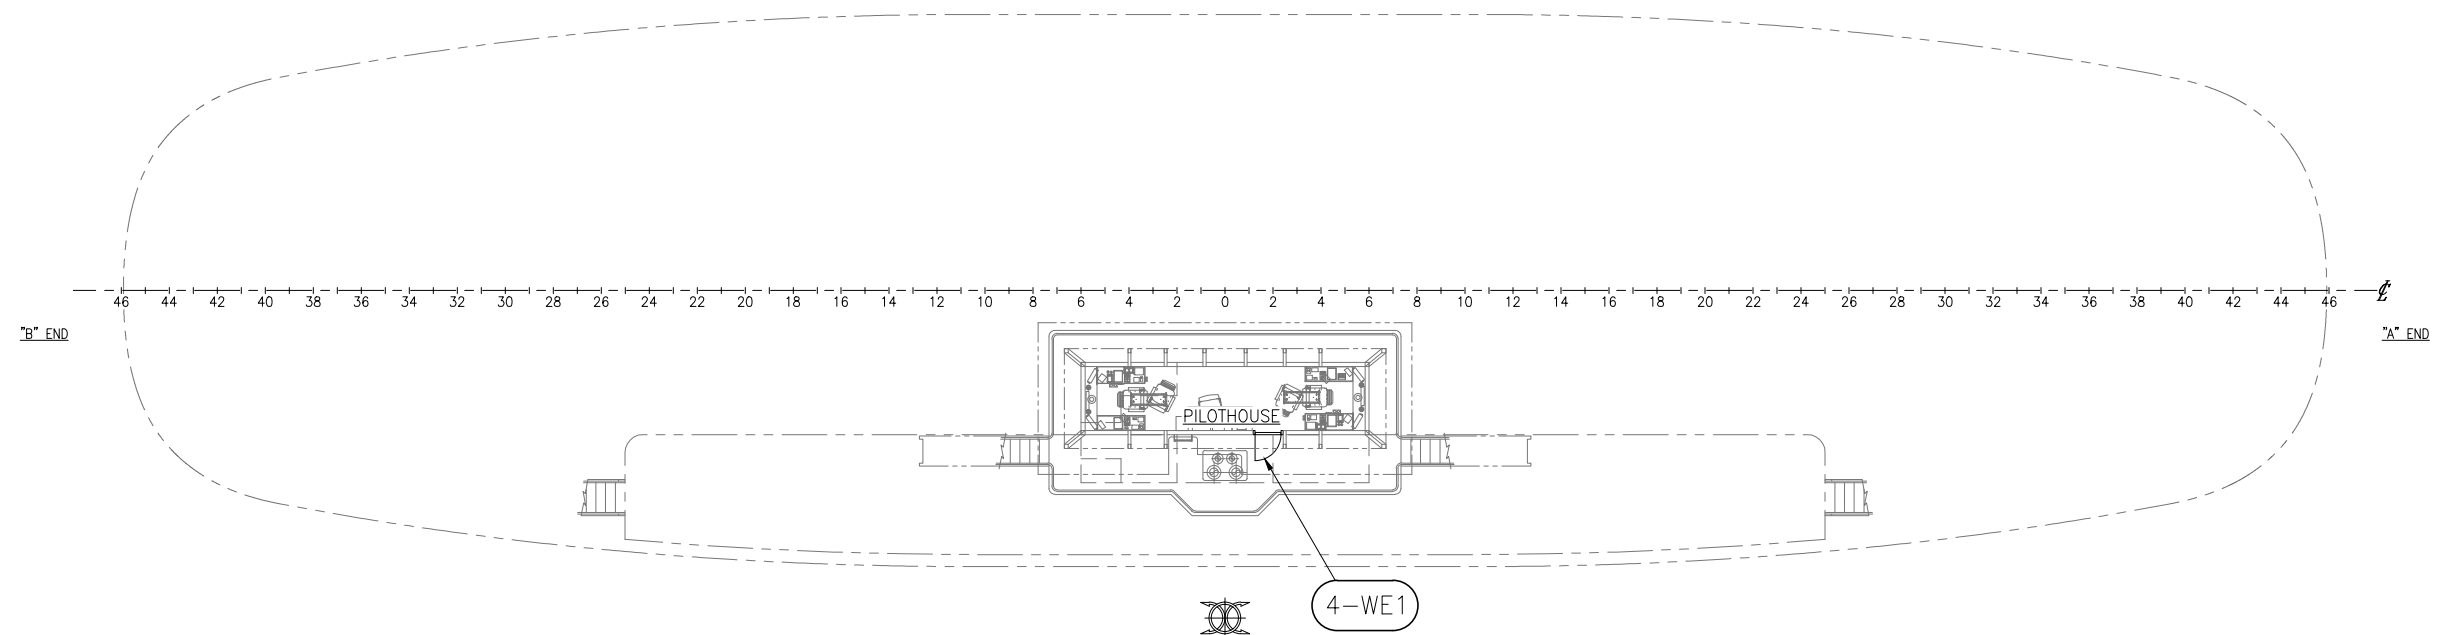 46 44 42 40 38 36 34 32 30 28 26 24 22 20 18 16 14 12 10 8 6 4 2 0 2 4 6 8 10 12 14 16 18 20 22 24 26 28 30 32 34 36 38 40 42 44 46 ℄
"B" END "A" END
PILOTHOUSE
4-WE1